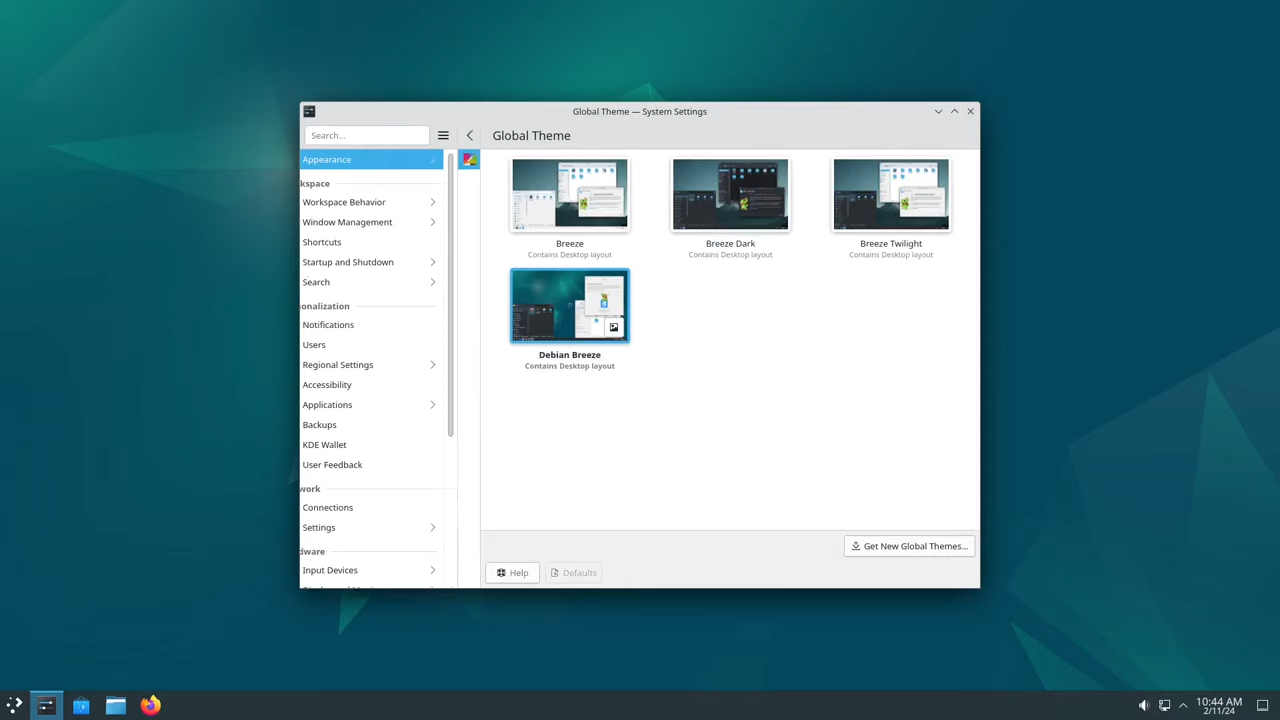 Global Theme — System Settings
Search...
Global Theme
Appearance
kspace
Workspace Behavior
Window Management
Shortcuts
Startup and Shutdown
Search
sonalization
Notifications
Users
Regional Settings
Accessibility
Applications
Backups
KDE Wallet
User Feedback
work
Connections
Settings
dware
Input Devices
Breeze
Contains Desktop layout
Breeze Dark
Contains Desktop layout
Breeze Twilight
Contains Desktop layout
Debian Breeze
Contains Desktop layout
Get New Global Themes...
Help
Defaults
10:44 AM
2/11/24